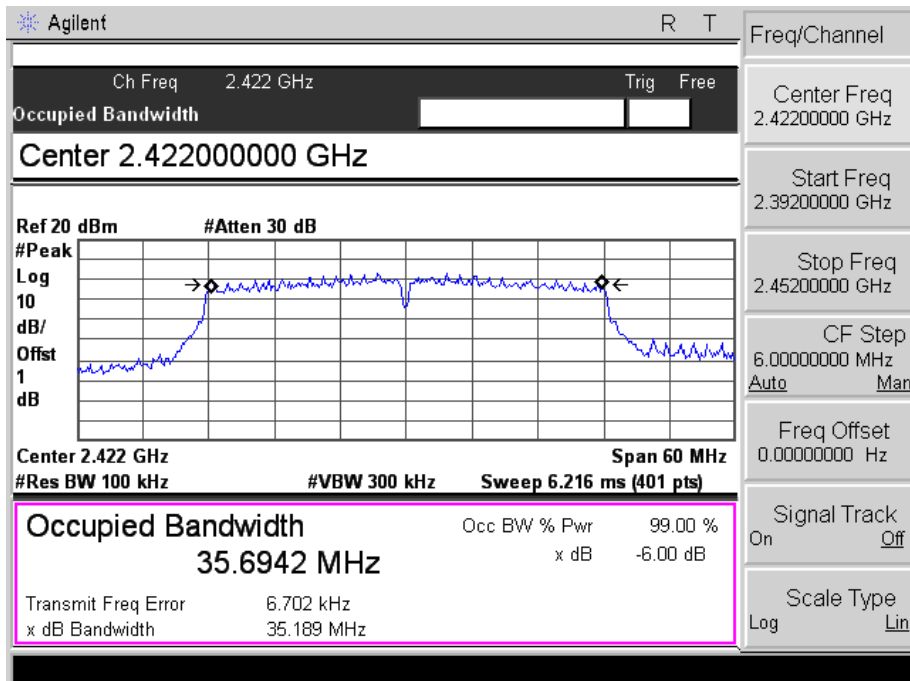 Agilent R T
Ch Freq 2.422 GHz Trig Free
Occupied Bandwidth
Center 2.422000000 GHz
Ref 20 dBm #Atten 30 dB
#Peak
Log
10
dB/
Offst
1
dB
Center 2.422 GHz Span 60 MHz
#Res BW 100 kHz #VBW 300 kHz Sweep 6.216 ms (401 pts)
Occupied Bandwidth Occ BW % Pwr 99.00 %
35.6942 MHz x dB -6.00 dB
Transmit Freq Error 6.702 kHz
x dB Bandwidth 35.189 MHz
Freq/Channel
Center Freq
2.42200000 GHz
Start Freq
2.39200000 GHz
Stop Freq
2.45200000 GHz
CF Step
6.00000000 MHz
Auto Man
Freq Offset
0.00000000 Hz
Signal Track
On Off
Scale Type
Log Lin